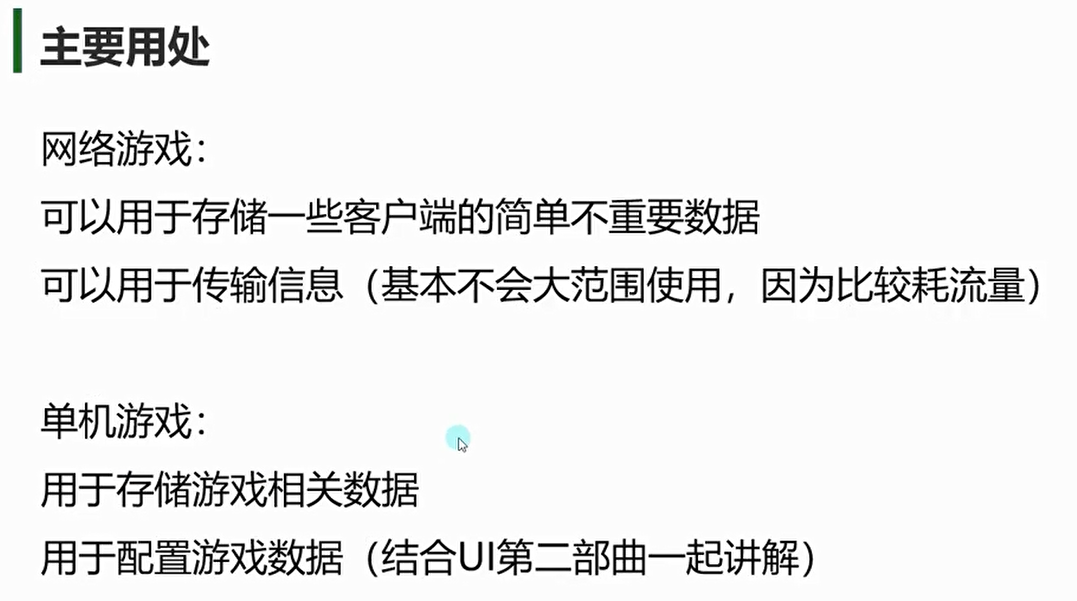 主要用处
网络游戏：
可以用于存储一些客户端的简单不重要数据
可以用于传输信息（基本不会大范围使用，因为比较耗流量）
单机游戏：
用于存储游戏相关数据
用于配置游戏数据（结合UI第二部曲一起讲解）